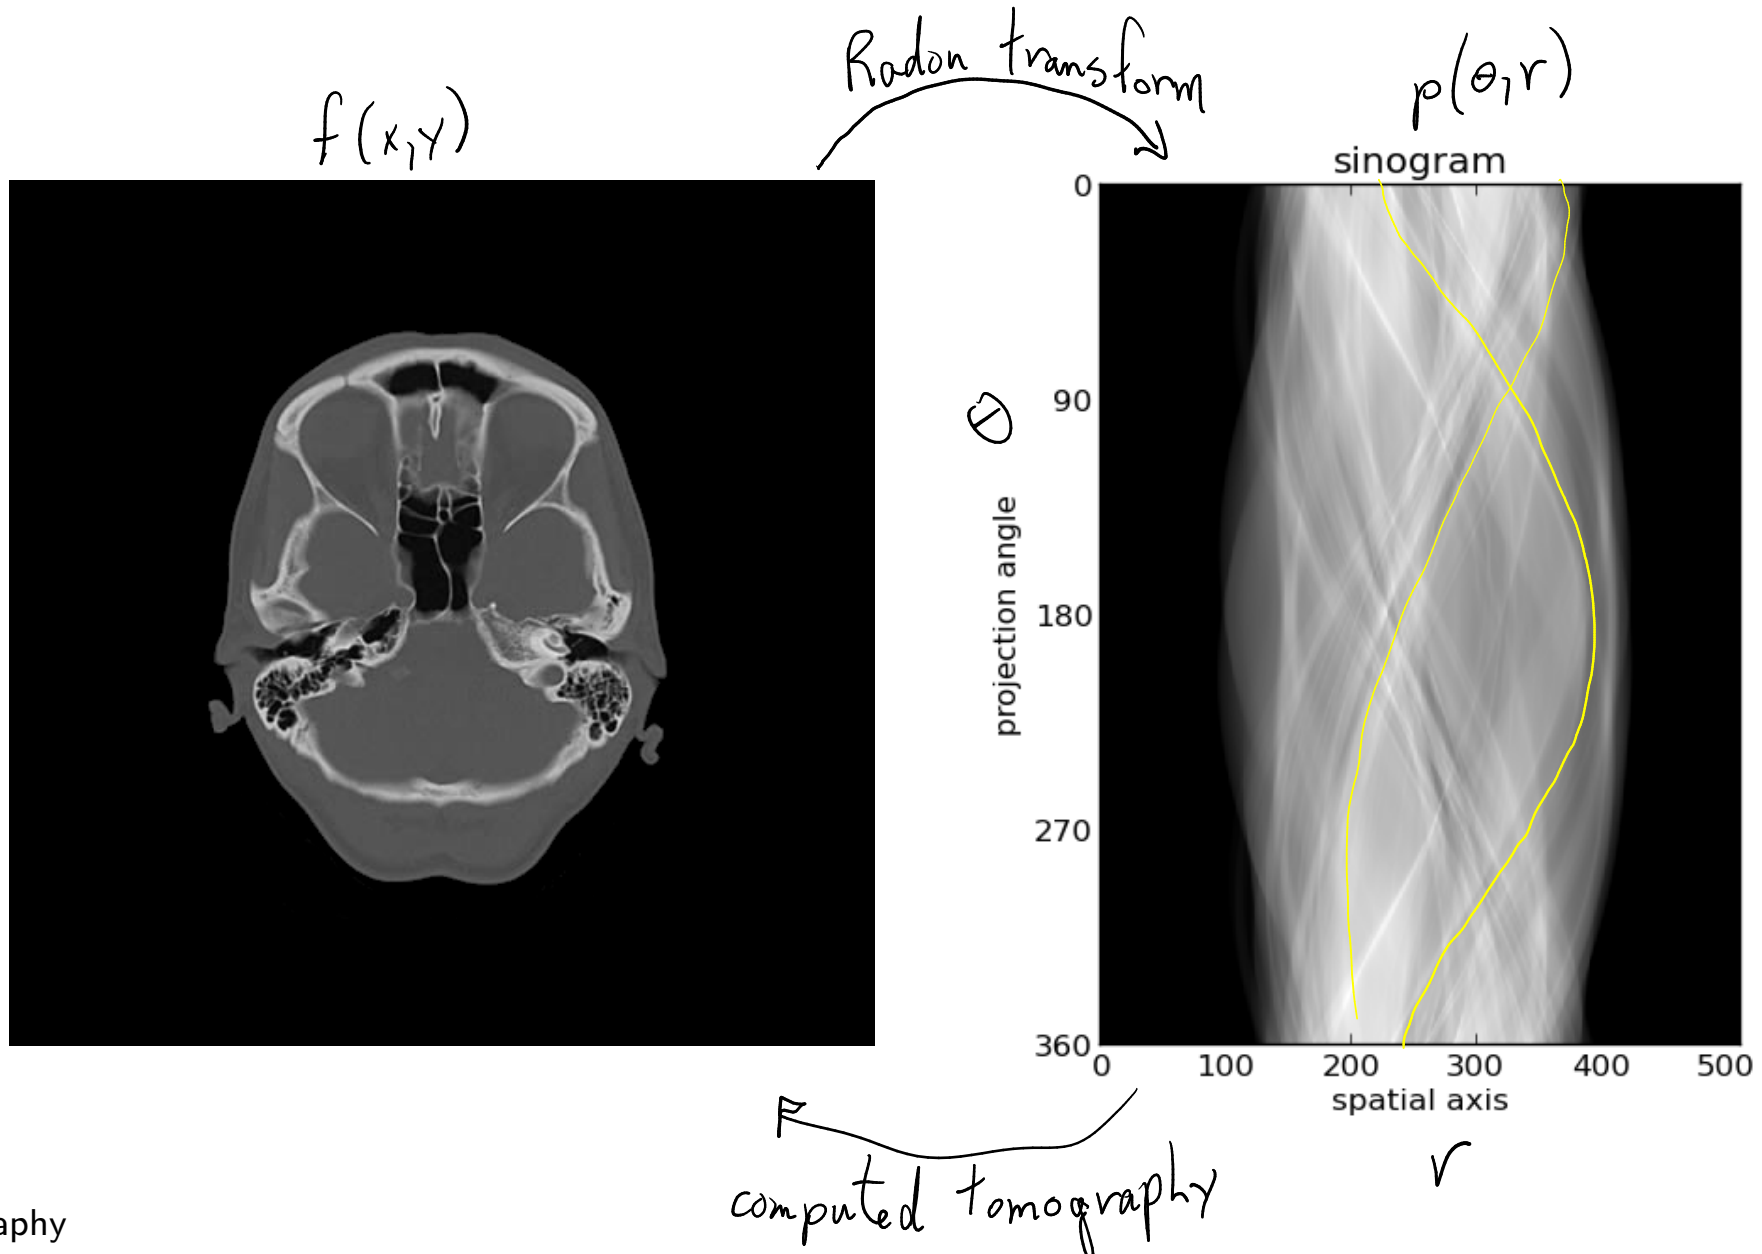 Radon transform
p(θ,r)
f(x,y)
sinogram
0
90
180
270
360
θ
projection angle
0 100 200 300 400 500
spatial axis
r
computed tomography
aphy